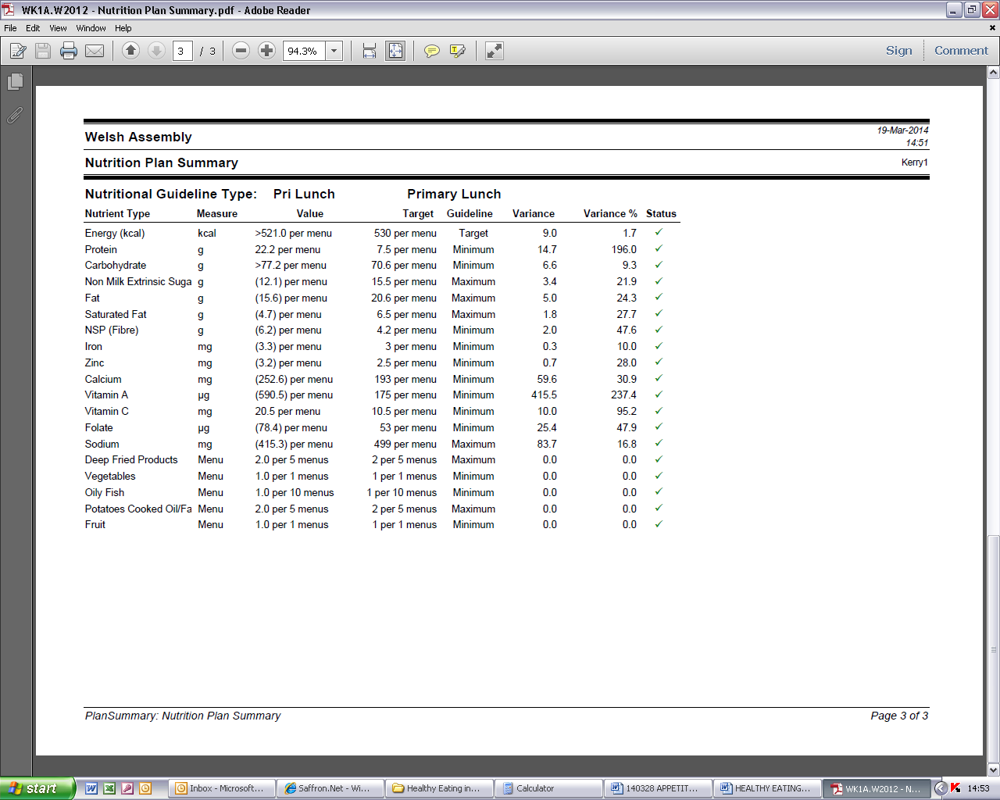 WK1A.W2012 - Nutrition Plan Summary.pdf - Adobe Reader
File Edit View Window Help
3 / 3 94.3% Sign Comment
Welsh Assembly 19-Mar-2014
14:51
Nutrition Plan Summary Kerry1
Nutritional Guideline Type: Pri Lunch Primary Lunch
Nutrient Type Measure Value Target Guideline Variance Variance % Status
Energy (kcal) kcal >521.0 per menu 530 per menu Target 9.0 1.7 ✓
Protein g 22.2 per menu 7.5 per menu Minimum 14.7 196.0 ✓
Carbohydrate g >77.2 per menu 70.6 per menu Minimum 6.6 9.3 ✓
Non Milk Extrinsic Suga g (12.1) per menu 15.5 per menu Maximum 3.4 21.9 ✓
Fat g (15.6) per menu 20.6 per menu Maximum 5.0 24.3 ✓
Saturated Fat g (4.7) per menu 6.5 per menu Maximum 1.8 27.7 ✓
NSP (Fibre) g (6.2) per menu 4.2 per menu Minimum 2.0 47.6 ✓
Iron mg (3.3) per menu 3 per menu Minimum 0.3 10.0 ✓
Zinc mg (3.2) per menu 2.5 per menu Minimum 0.7 28.0 ✓
Calcium mg (252.6) per menu 193 per menu Minimum 59.6 30.9 ✓
Vitamin A µg (590.5) per menu 175 per menu Minimum 415.5 237.4 ✓
Vitamin C mg 20.5 per menu 10.5 per menu Minimum 10.0 95.2 ✓
Folate µg (78.4) per menu 53 per menu Minimum 25.4 47.9 ✓
Sodium mg (415.3) per menu 499 per menu Maximum 83.7 16.8 ✓
Deep Fried Products Menu 2.0 per 5 menus 2 per 5 menus Maximum 0.0 0.0 ✓
Vegetables Menu 1.0 per 1 menus 1 per 1 menus Minimum 0.0 0.0 ✓
Oily Fish Menu 1.0 per 10 menus 1 per 10 menus Minimum 0.0 0.0 ✓
Potatoes Cooked Oil/Fa Menu 2.0 per 5 menus 2 per 5 menus Maximum 0.0 0.0 ✓
Fruit Menu 1.0 per 1 menus 1 per 1 menus Minimum 0.0 0.0 ✓
PlanSummary: Nutrition Plan Summary Page 3 of 3
start Inbox - Microsoft... Saffron.Net - Wi... Healthy Eating in... Calculator 140328 APPETIT... HEALTHY EATING... WK1A.W2012 - N... 14:53